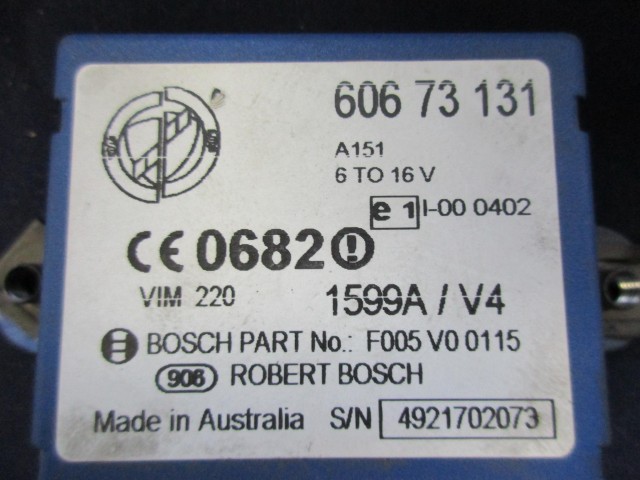 606 73 131
A151
6 TO 16 V
e1 I-00 0402
CE 0682
VIM 220 1599A / V4
BOSCH PART No.: F005 V0 0115
906 ROBERT BOSCH
Made in Australia S/N 4921702073